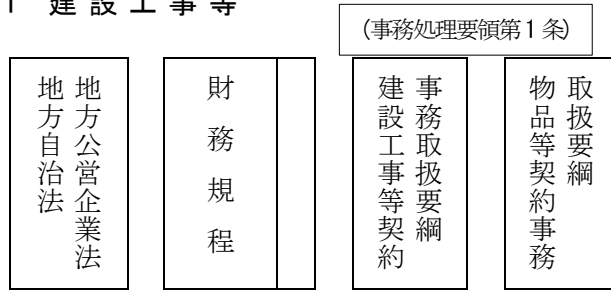 1 建設工事等
(事務処理要領第1条)
地方自治法
地方公営企業法
財務規程
建設工事等契約
事務取扱要綱
物品等契約事務
取扱要綱